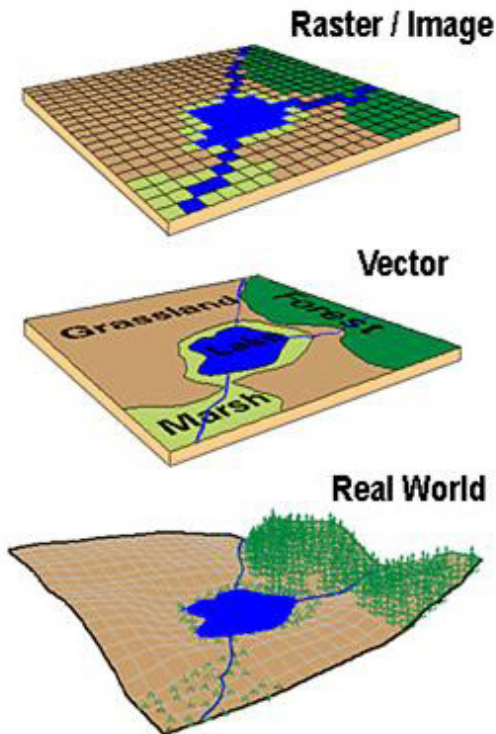 Raster / Image
Vector
Grassland
Forest
Lake
Marsh
Real World